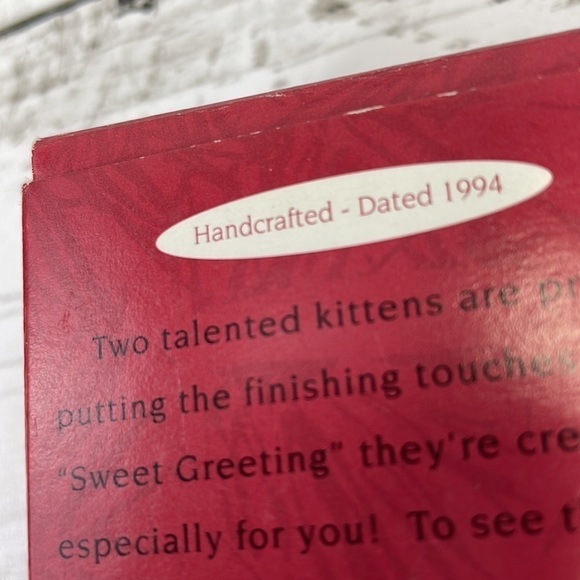 Handcrafted - Dated 1994
Two talented kittens are
putting the finishing touches
"Sweet Greeting" they're
especially for you! To see